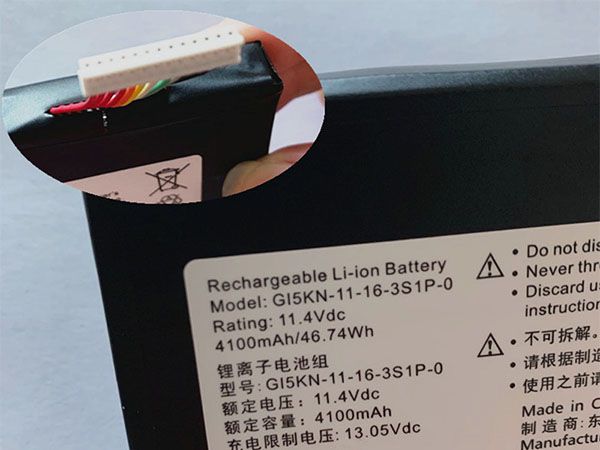 Rechargeable Li-ion Battery
Model: GI5KN-11-16-3S1P-0
Rating: 11.4Vdc
4100mAh/46.74Wh
锂离子电池组
型号: GI5KN-11-16-3S1P-0
额定电压: 11.4Vdc
额定容量: 4100mAh
充电限制电压: 13.05Vdc
• Do not dis
• Never thr
• Discard u
instruction
• 不可拆解。
• 请根据制造
• 使用之前请
Made in C
制造商:东
Manufactur